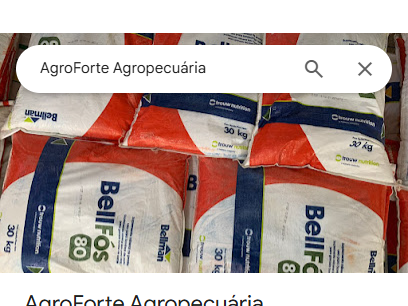 AgroForte Agropecuária
Bellman
trouw nutrition
30 kg
trouw nutrition
trouw nutrition
30 kg
trouw nutrition
BellFós
80
Bellman
30 kg
trouw nutrition
BellFós
80
Bellman
AgroForte Agropecuária